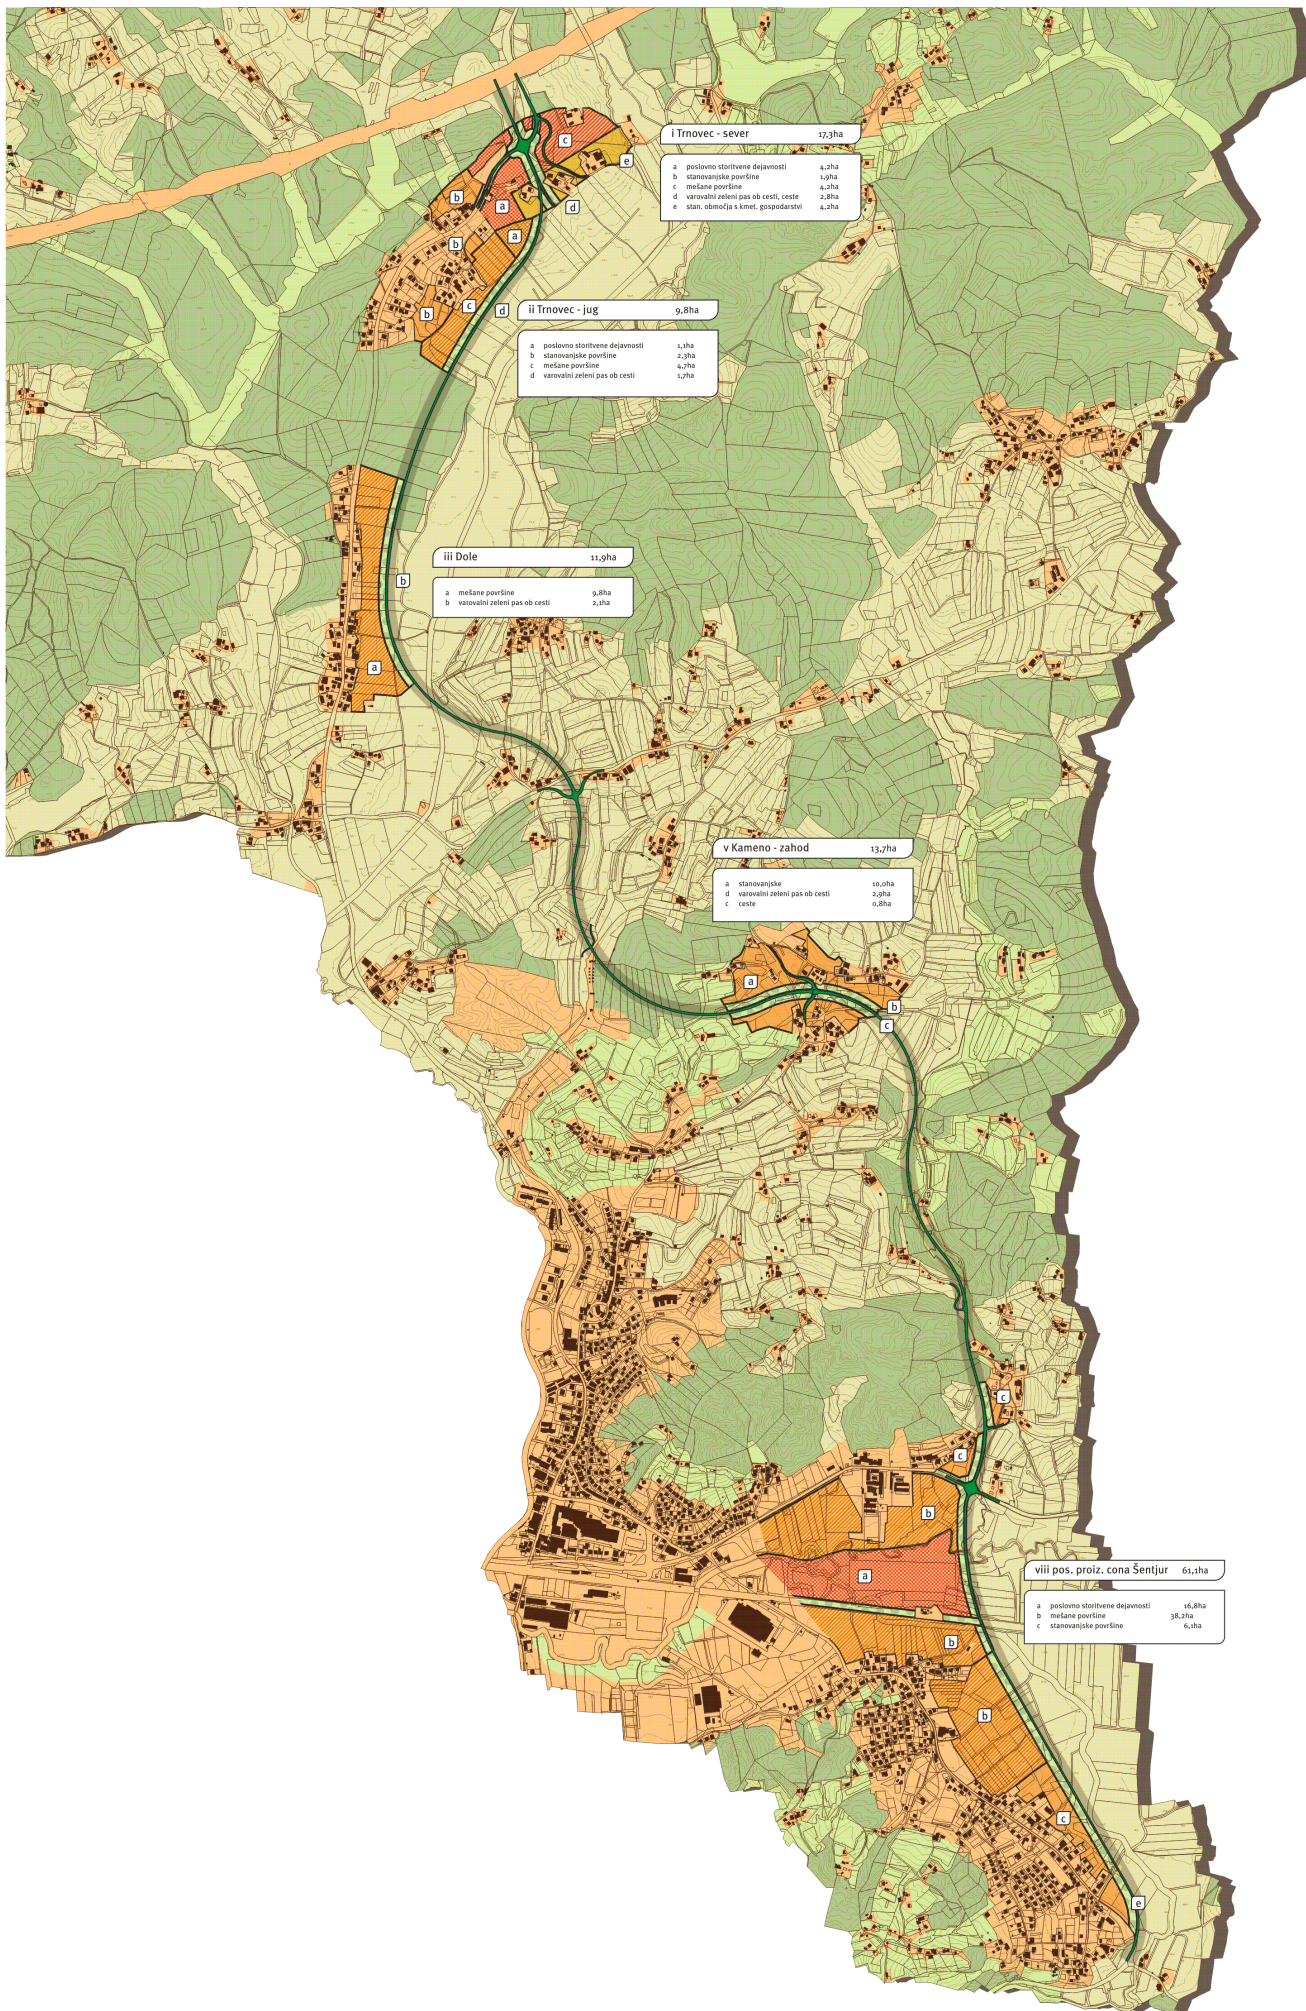 i Trnovec - sever 17,3ha
a poslovno storitvene dejavnosti 4,2ha
b stanovanjske površine 1,9ha
c mešane površine 4,2ha
d varovalni zeleni pas ob cesti, ceste 2,8ha
e stan. območja s kmet. gospodarstvi 4,2ha
c
e
b
a
d
a
b
c
d
b
ii Trnovec - jug 9,8ha
a poslovno storitvene dejavnosti 1,1ha
b stanovanjske površine 2,3ha
c mešane površine 4,7ha
d varovalni zeleni pas ob cesti 1,7ha
iii Dole 11,9ha
a mešane površine 9,8ha
b varovalni zeleni pas ob cesti 2,1ha
b
a
v Kameno - zahod 13,7ha
a stanovanjske 10,0ha
d varovalni zeleni pas ob cesti 2,9ha
c ceste 0,8ha
a
b
c
c
c
b
a
viii pos. proiz. cona Šentjur 61,1ha
a poslovno storitvene dejavnosti 16,8ha
b mešane površine 38,2ha
c stanovanjske površine 6,1ha
b
b
c
e